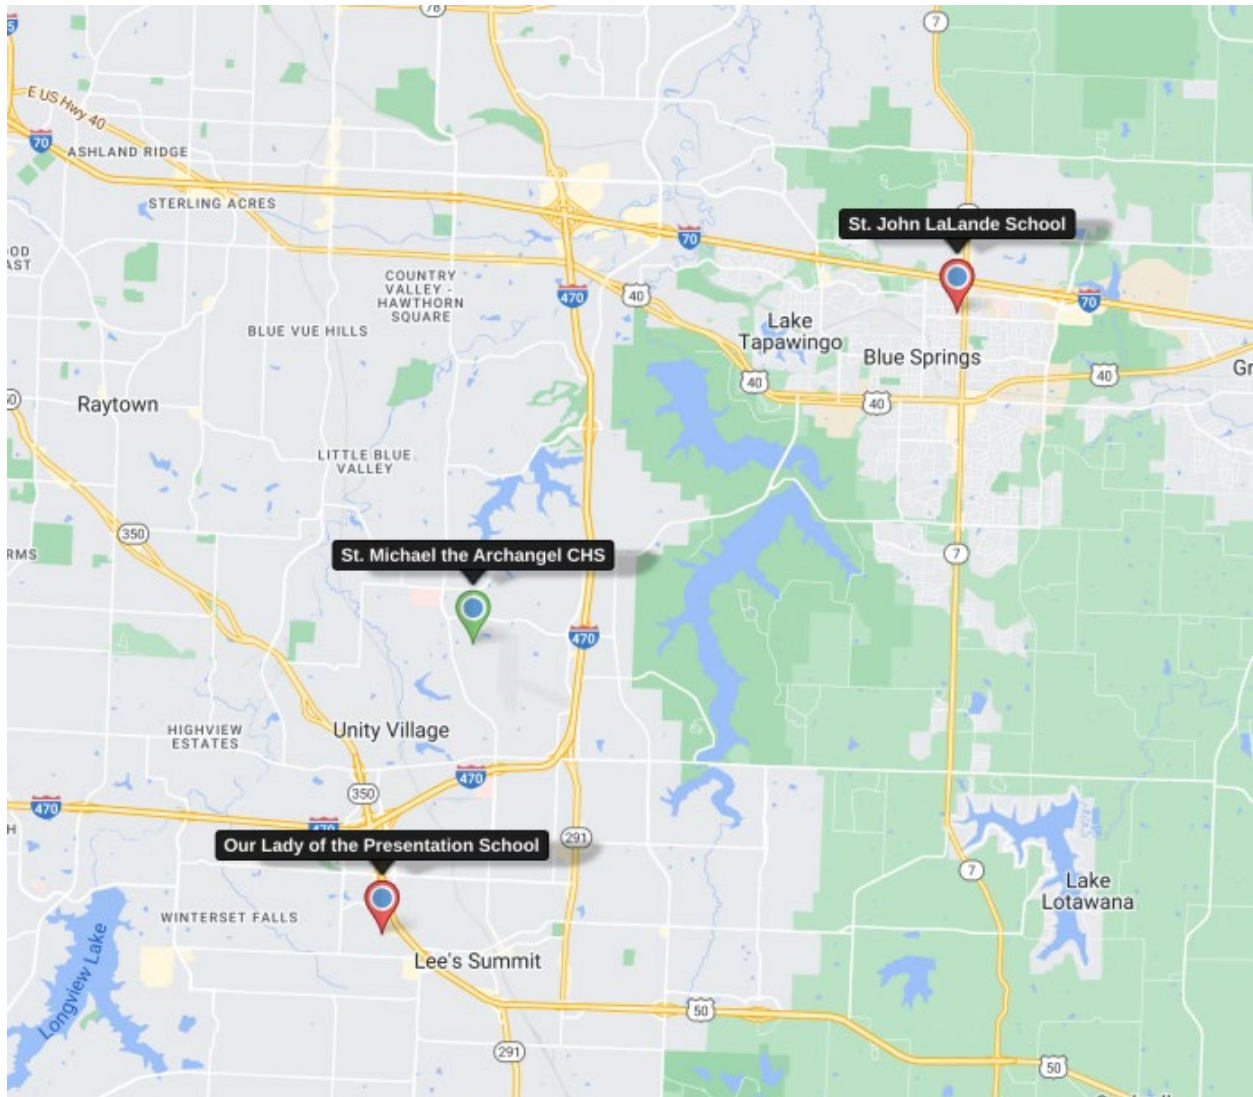 78
7
E US Hwy 40
70
ASHLAND RIDGE
STERLING ACRES
St. John LaLande School
70
COUNTRY
VALLEY -
HAWTHORN
SQUARE
470
40
70
BLUE VUE HILLS
Lake
Tapawingo
Blue Springs
40
40
40
Raytown
LITTLE BLUE
VALLEY
350
7
St. Michael the Archangel CHS
470
HIGHVIEW
ESTATES
Unity Village
470
350
470
470
Our Lady of the Presentation School
291
7
Lake
Lotawana
WINTERSET FALLS
Lee's Summit
Longview Lake
50
291
50